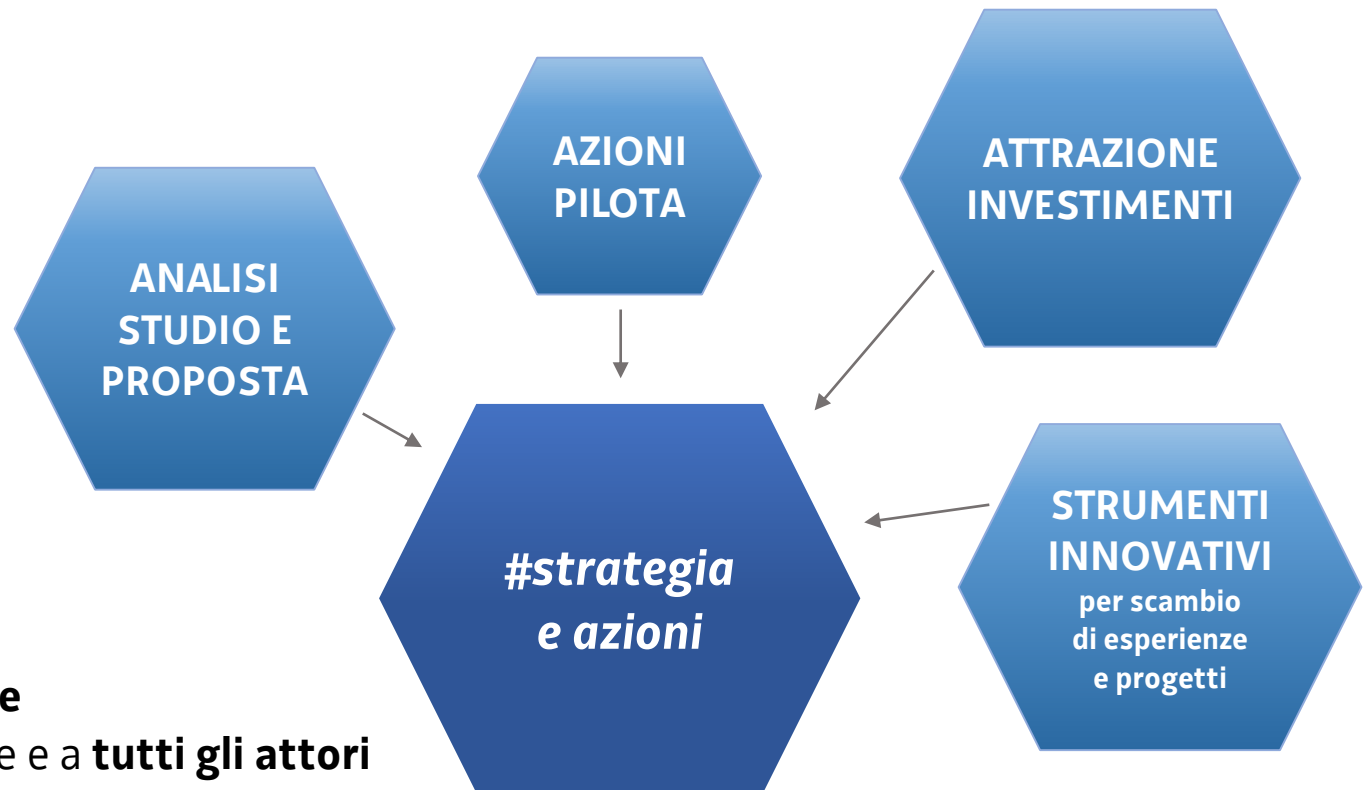 AZIONI
PILOTA
ATTRAZIONE
INVESTIMENTI
ANALISI
STUDIO E
PROPOSTA
STRUMENTI
INNOVATIVI
per scambio
di esperienze
e progetti
#strategia
e azioni
e
e e a tutti gli attori